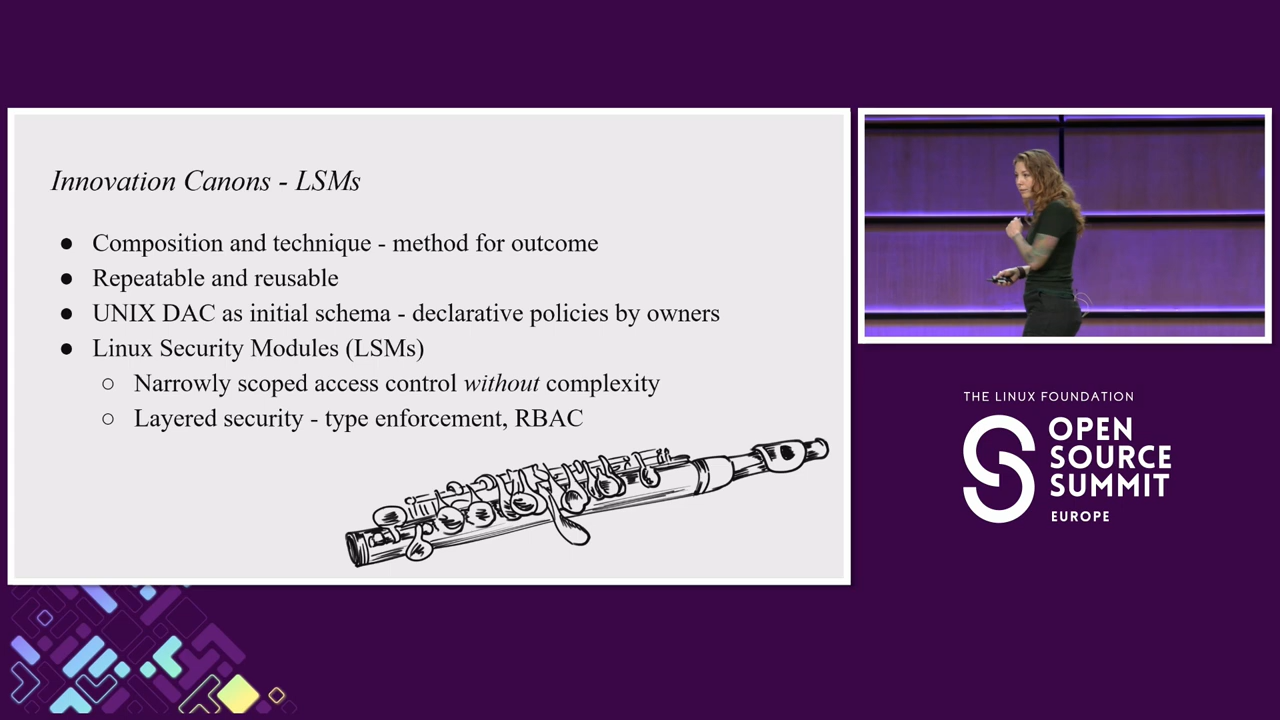 Innovation Canons - LSMs
● Composition and technique - method for outcome
● Repeatable and reusable
● UNIX DAC as initial schema - declarative policies by owners
● Linux Security Modules (LSMs)
○ Narrowly scoped access control without complexity
○ Layered security - type enforcement, RBAC
THE LINUX FOUNDATION
OPEN
SOURCE
SUMMIT
EUROPE